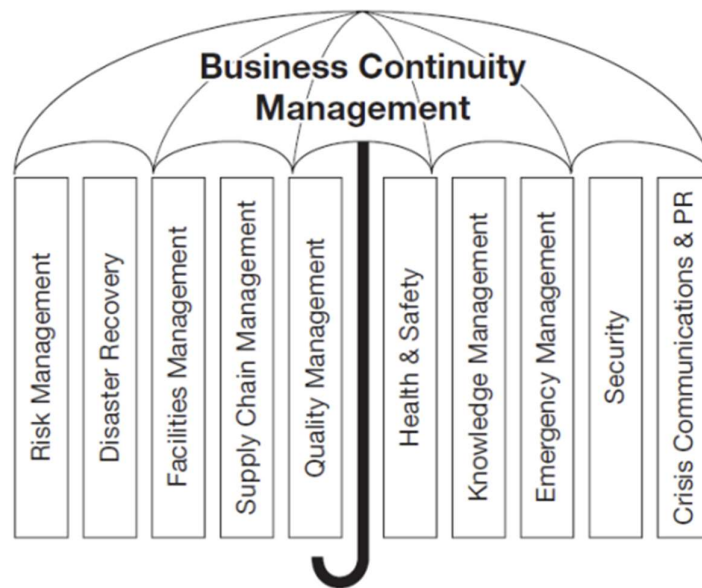 Business Continuity
Management
Risk Management
Disaster Recovery
Facilities Management
Supply Chain Management
Quality Management
Health & Safety
Knowledge Management
Emergency Management
Security
Crisis Communications & PR